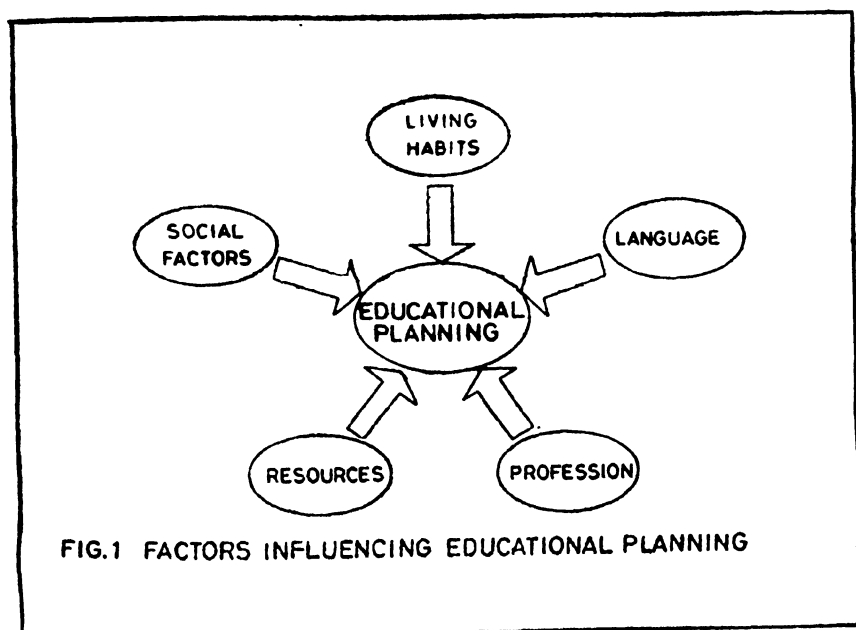 LIVING
HABITS
SOCIAL
FACTORS
LANGUAGE
EDUCATIONAL
PLANNING
RESOURCES
PROFESSION
FIG.1 FACTORS INFLUENCING EDUCATIONAL PLANNING